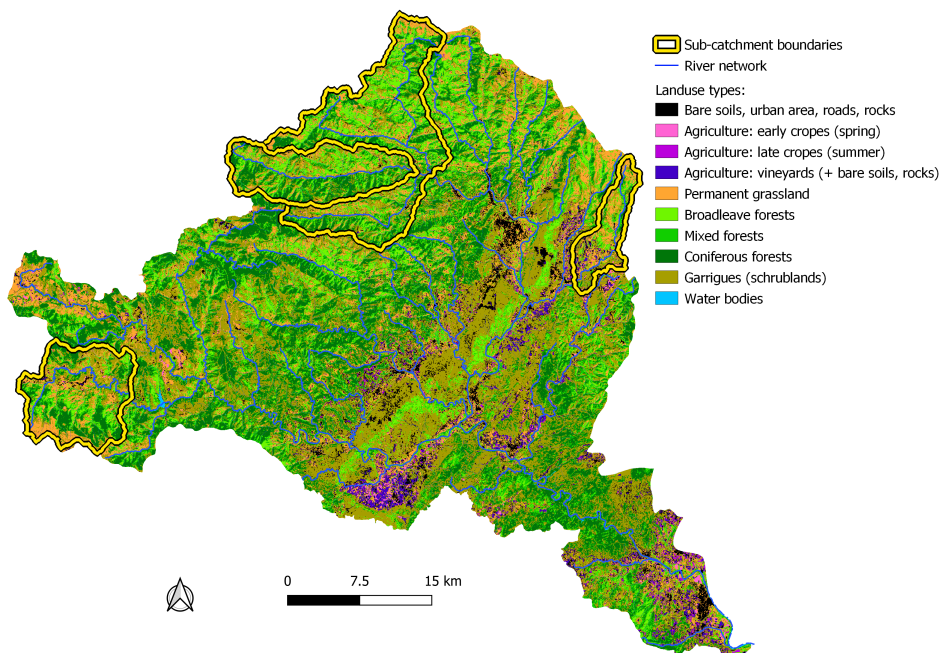 Sub-catchment boundaries
River network
Landuse types:
Bare soils, urban area, roads, rocks
Agriculture: early cropes (spring)
Agriculture: late cropes (summer)
Agriculture: vineyards (+ bare soils, rocks)
Permanent grassland
Broadleave forests
Mixed forests
Coniferous forests
Garrigues (schrublands)
Water bodies
0 7.5 15 km